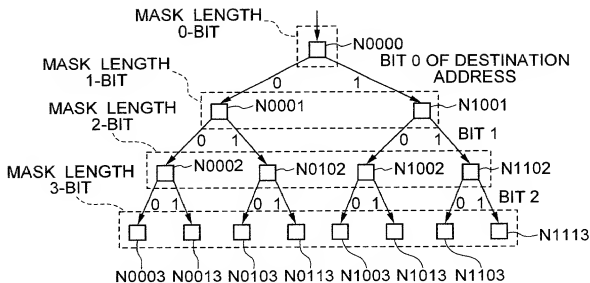 MASK LENGTH
0-BIT
N0000
BIT 0 OF DESTINATION
ADDRESS
MASK LENGTH
1-BIT
0 1
N0001
N1001
MASK LENGTH
2-BIT
0 1 0 1
BIT 1
N0002
N0102
N1002
N1102
MASK LENGTH
3-BIT
0 1 0 1 0 1 0 1
BIT 2
N1113
N0003 N0013 N0103 N0113 N1003 N1013 N1103